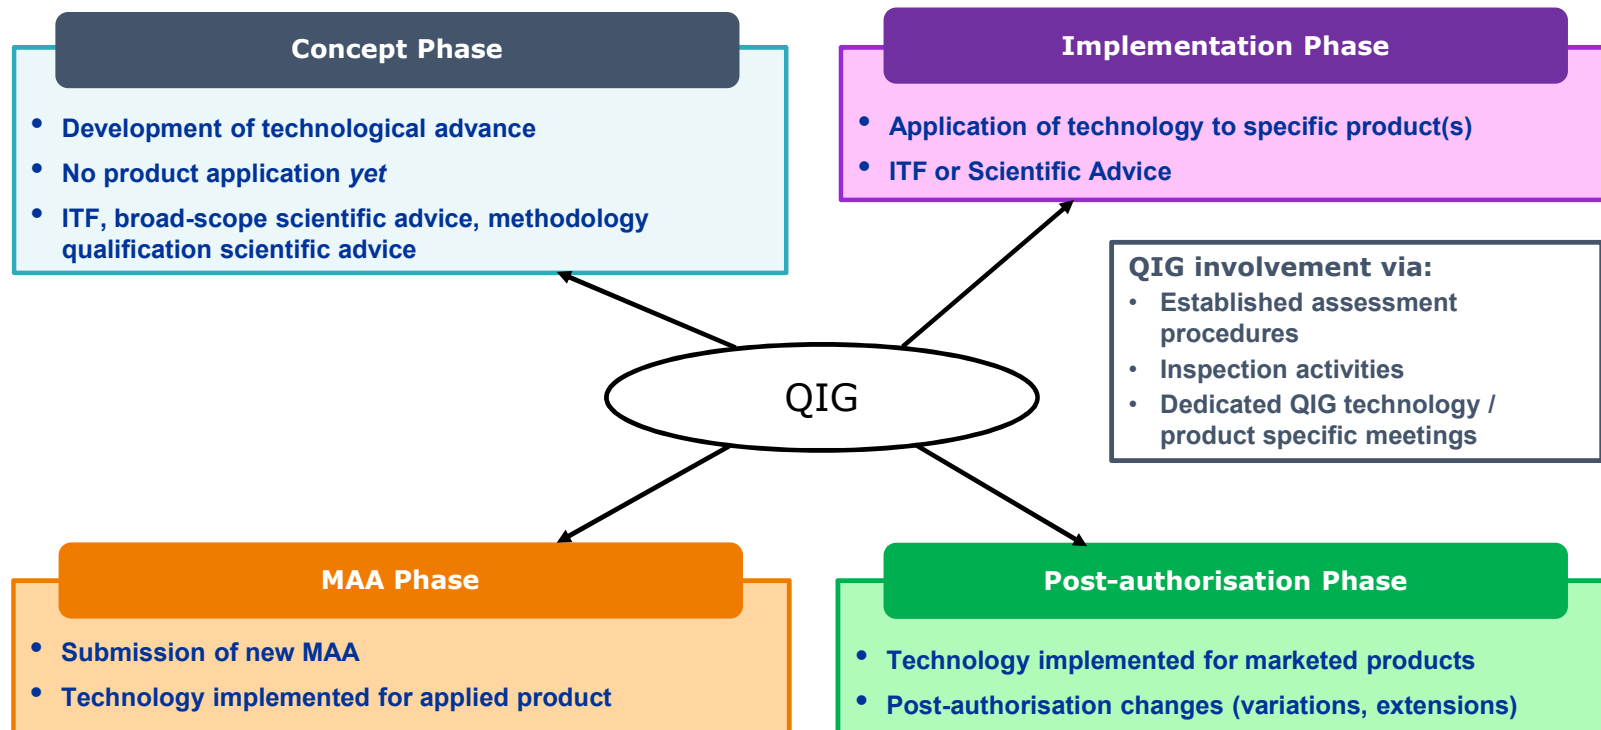 Concept Phase
• Development of technological advance
• No product application yet
• ITF, broad-scope scientific advice, methodology
qualification scientific advice
Implementation Phase
• Application of technology to specific product(s)
• ITF or Scientific Advice
QIG involvement via:
• Established assessment
procedures
• Inspection activities
• Dedicated QIG technology /
product specific meetings
QIG
MAA Phase
• Submission of new MAA
• Technology implemented for applied product
Post-authorisation Phase
• Technology implemented for marketed products
• Post-authorisation changes (variations, extensions)